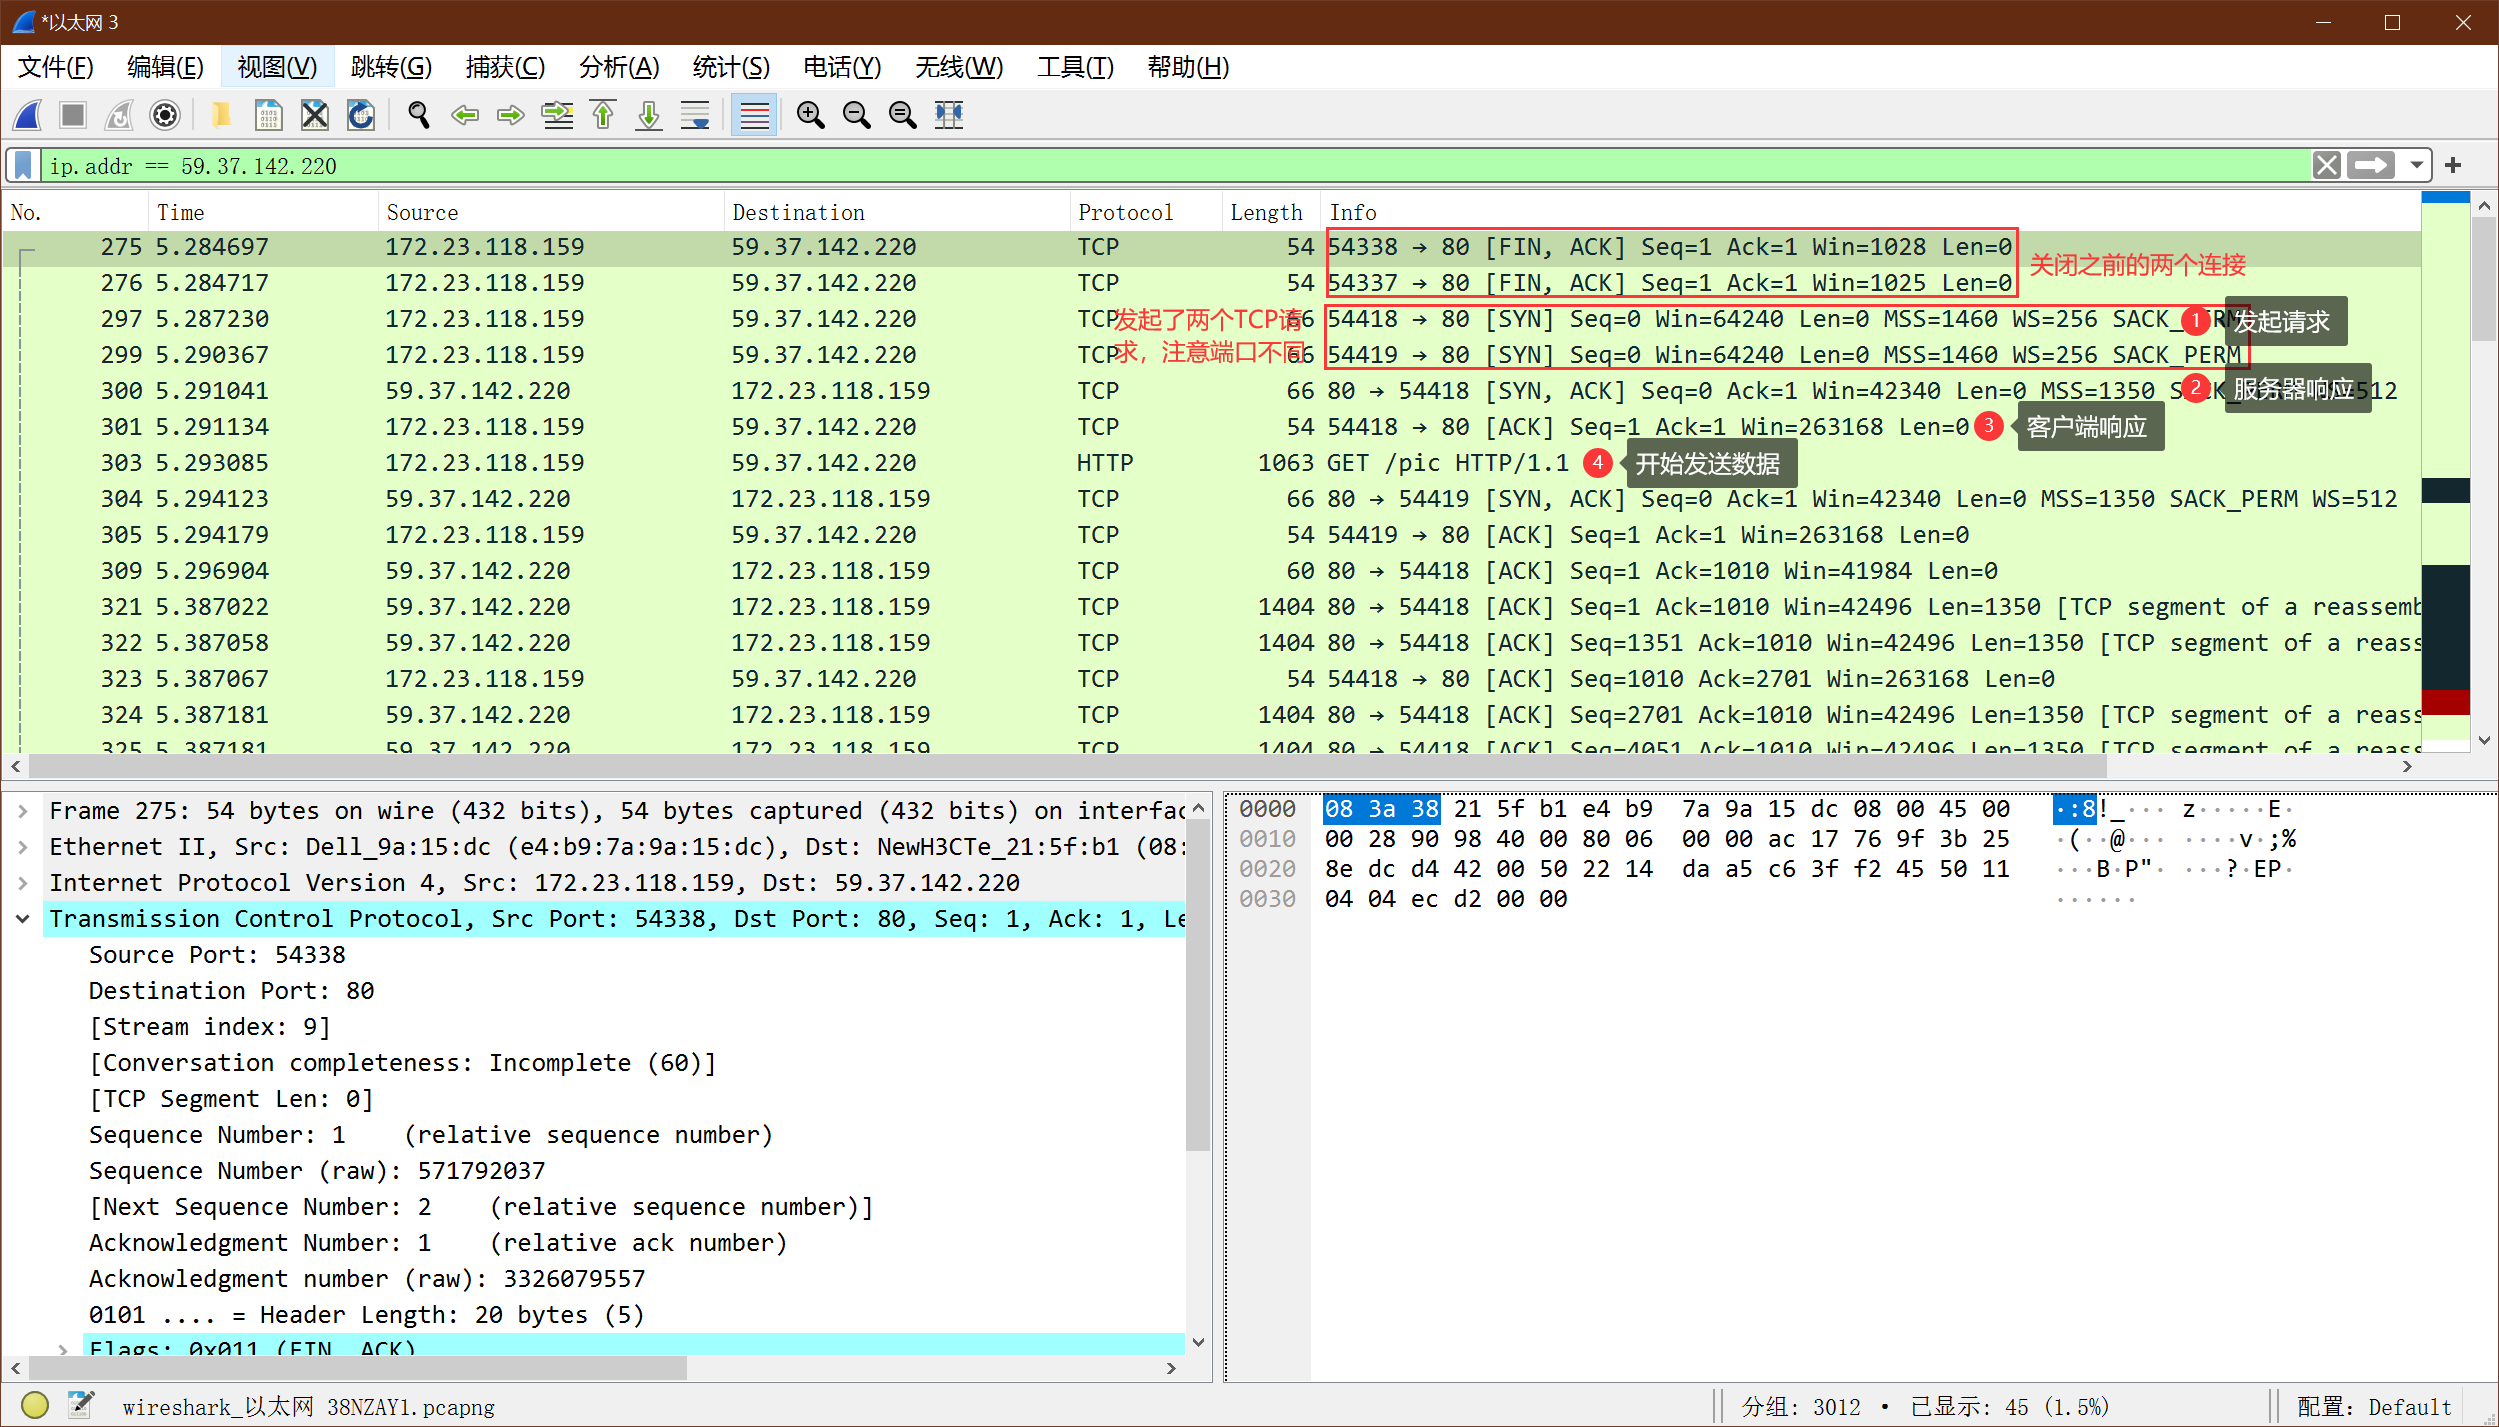 *以太网 3
文件(F) 编辑(E) 视图(V) 跳转(G) 捕获(C) 分析(A) 统计(S) 电话(Y) 无线(W) 工具(T) 帮助(H)
ip.addr == 59.37.142.220
No. Time Source Destination Protocol Length Info
275 5.284697 172.23.118.159 59.37.142.220 TCP 54 54338 → 80 [FIN, ACK] Seq=1 Ack=1 Win=1028 Len=0
关闭之前的两个连接
276 5.284717 172.23.118.159 59.37.142.220 TCP 54 54337 → 80 [FIN, ACK] Seq=1 Ack=1 Win=1025 Len=0
发起了两个TCP请
求，注意端口不同
297 5.287230 172.23.118.159 59.37.142.220 TCP 66 54418 → 80 [SYN] Seq=0 Win=64240 Len=0 MSS=1460 WS=256 SACK_PERM
1 发起请求
299 5.290367 172.23.118.159 59.37.142.220 TCP 66 54419 → 80 [SYN] Seq=0 Win=64240 Len=0 MSS=1460 WS=256 SACK_PERM
300 5.291041 59.37.142.220 172.23.118.159 TCP 66 80 → 54418 [SYN, ACK] Seq=0 Ack=1 Win=42340 Len=0 MSS=1350 SACK_PERM WS=512
2 服务器响应
301 5.291134 172.23.118.159 59.37.142.220 TCP 54 54418 → 80 [ACK] Seq=1 Ack=1 Win=263168 Len=0
3 客户端响应
303 5.293085 172.23.118.159 59.37.142.220 HTTP 1063 GET /pic HTTP/1.1
4 开始发送数据
304 5.294123 59.37.142.220 172.23.118.159 TCP 66 80 → 54419 [SYN, ACK] Seq=0 Ack=1 Win=42340 Len=0 MSS=1350 SACK_PERM WS=512
305 5.294179 172.23.118.159 59.37.142.220 TCP 54 54419 → 80 [ACK] Seq=1 Ack=1 Win=263168 Len=0
309 5.296904 59.37.142.220 172.23.118.159 TCP 60 80 → 54418 [ACK] Seq=1 Ack=1010 Win=41984 Len=0
321 5.387022 59.37.142.220 172.23.118.159 TCP 1404 80 → 54418 [ACK] Seq=1 Ack=1010 Win=42496 Len=1350 [TCP segment of a reassemb
322 5.387058 59.37.142.220 172.23.118.159 TCP 1404 80 → 54418 [ACK] Seq=1351 Ack=1010 Win=42496 Len=1350 [TCP segment of a reass
323 5.387067 172.23.118.159 59.37.142.220 TCP 54 54418 → 80 [ACK] Seq=1010 Ack=2701 Win=263168 Len=0
324 5.387181 59.37.142.220 172.23.118.159 TCP 1404 80 → 54418 [ACK] Seq=2701 Ack=1010 Win=42496 Len=1350 [TCP segment of a reass
325 5.387181 59.37.142.220 172.23.118.159 TCP 1404 80 → 54418 [ACK] Seq=4051 Ack=1010 Win=42496 Len=1350 [TCP segment of a reass
Frame 275: 54 bytes on wire (432 bits), 54 bytes captured (432 bits) on interfac
Ethernet II, Src: Dell_9a:15:dc (e4:b9:7a:9a:15:dc), Dst: NewH3CTe_21:5f:b1 (08:
Internet Protocol Version 4, Src: 172.23.118.159, Dst: 59.37.142.220
Transmission Control Protocol, Src Port: 54338, Dst Port: 80, Seq: 1, Ack: 1, Le
Source Port: 54338
Destination Port: 80
[Stream index: 9]
[Conversation completeness: Incomplete (60)]
[TCP Segment Len: 0]
Sequence Number: 1 (relative sequence number)
Sequence Number (raw): 571792037
[Next Sequence Number: 2 (relative sequence number)]
Acknowledgment Number: 1 (relative ack number)
Acknowledgment number (raw): 3326079557
0101 .... = Header Length: 20 bytes (5)
Flags: 0x011 (FIN, ACK)
0000 08 3a 38 21 5f b1 e4 b9 7a 9a 15 dc 08 00 45 00 ·:8!_··· z·····E·
0010 00 28 90 98 40 00 80 06 00 00 ac 17 76 9f 3b 25 ·(··@··· ····v·;%
0020 8e dc d4 42 00 50 22 14 da a5 c6 3f f2 45 50 11 ···B·P"· ···?·EP·
0030 04 04 ec d2 00 00 ······
wireshark_以太网 38NZAY1.pcapng
分组: 3012 · 已显示: 45 (1.5%)
配置: Default